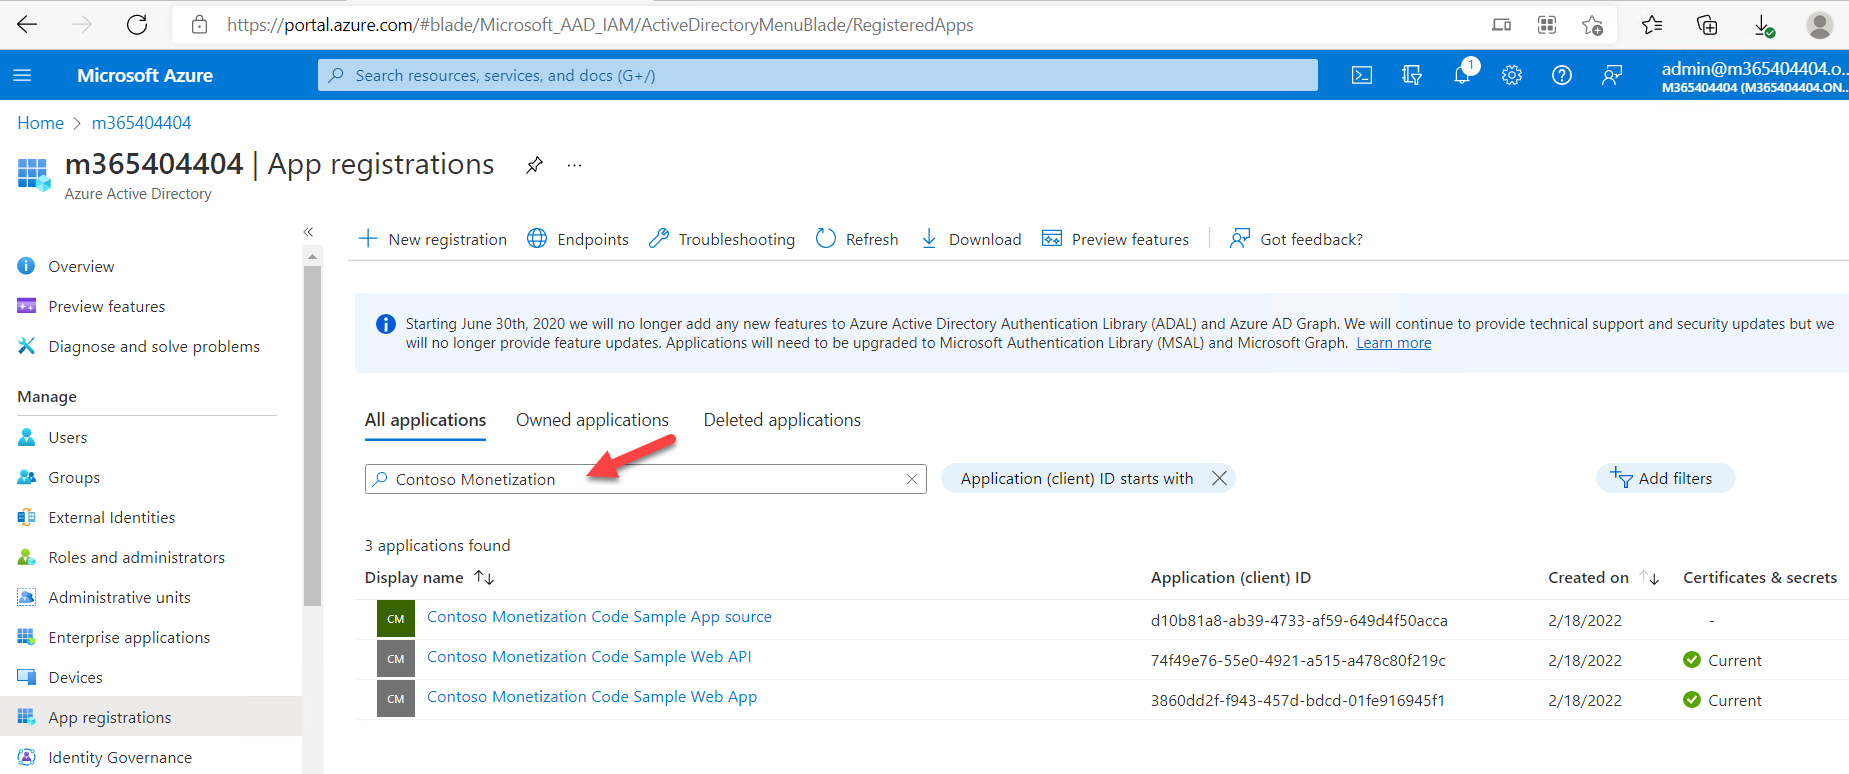 https://portal.azure.com/#blade/Microsoft_AAD_IAM/ActiveDirectoryMenuBlade/RegisteredApps
Microsoft Azure
Search resources, services, and docs (G+/)
1
admin@m365404404.o...
M365404404 (M365404404.ON...
Home > m365404404
m365404404 | App registrations
Azure Active Directory
New registration
Endpoints
Troubleshooting
Refresh
Download
Preview features
Got feedback?
Overview
Preview features
Diagnose and solve problems
Manage
Users
Groups
External Identities
Roles and administrators
Administrative units
Enterprise applications
Devices
App registrations
Identity Governance
Starting June 30th, 2020 we will no longer add any new features to Azure Active Directory Authentication Library (ADAL) and Azure AD Graph. We will continue to provide technical support and security updates but we
will no longer provide feature updates. Applications will need to be upgraded to Microsoft Authentication Library (MSAL) and Microsoft Graph. Learn more
All applications
Owned applications
Deleted applications
Contoso Monetization
Application (client) ID starts with
Add filters
3 applications found
Display name
Application (client) ID
Created on
Certificates & secrets
CM Contoso Monetization Code Sample App source d10b81a8-ab39-4733-af59-649d4f50acca 2/18/2022 -
CM Contoso Monetization Code Sample Web API 74f49e76-55e0-4921-a515-a478c80f219c 2/18/2022 Current
CM Contoso Monetization Code Sample Web App 3860dd2f-f943-457d-bdcd-01fe916945f1 2/18/2022 Current